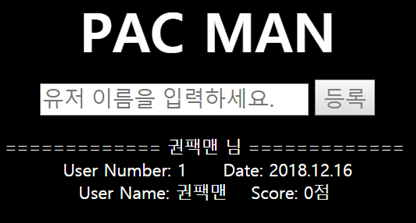 PAC MAN
유저 이름을 입력하세요. 등록
============= 권팩맨 님 =============
User Number: 1 Date: 2018.12.16
User Name: 권팩맨 Score: 0점